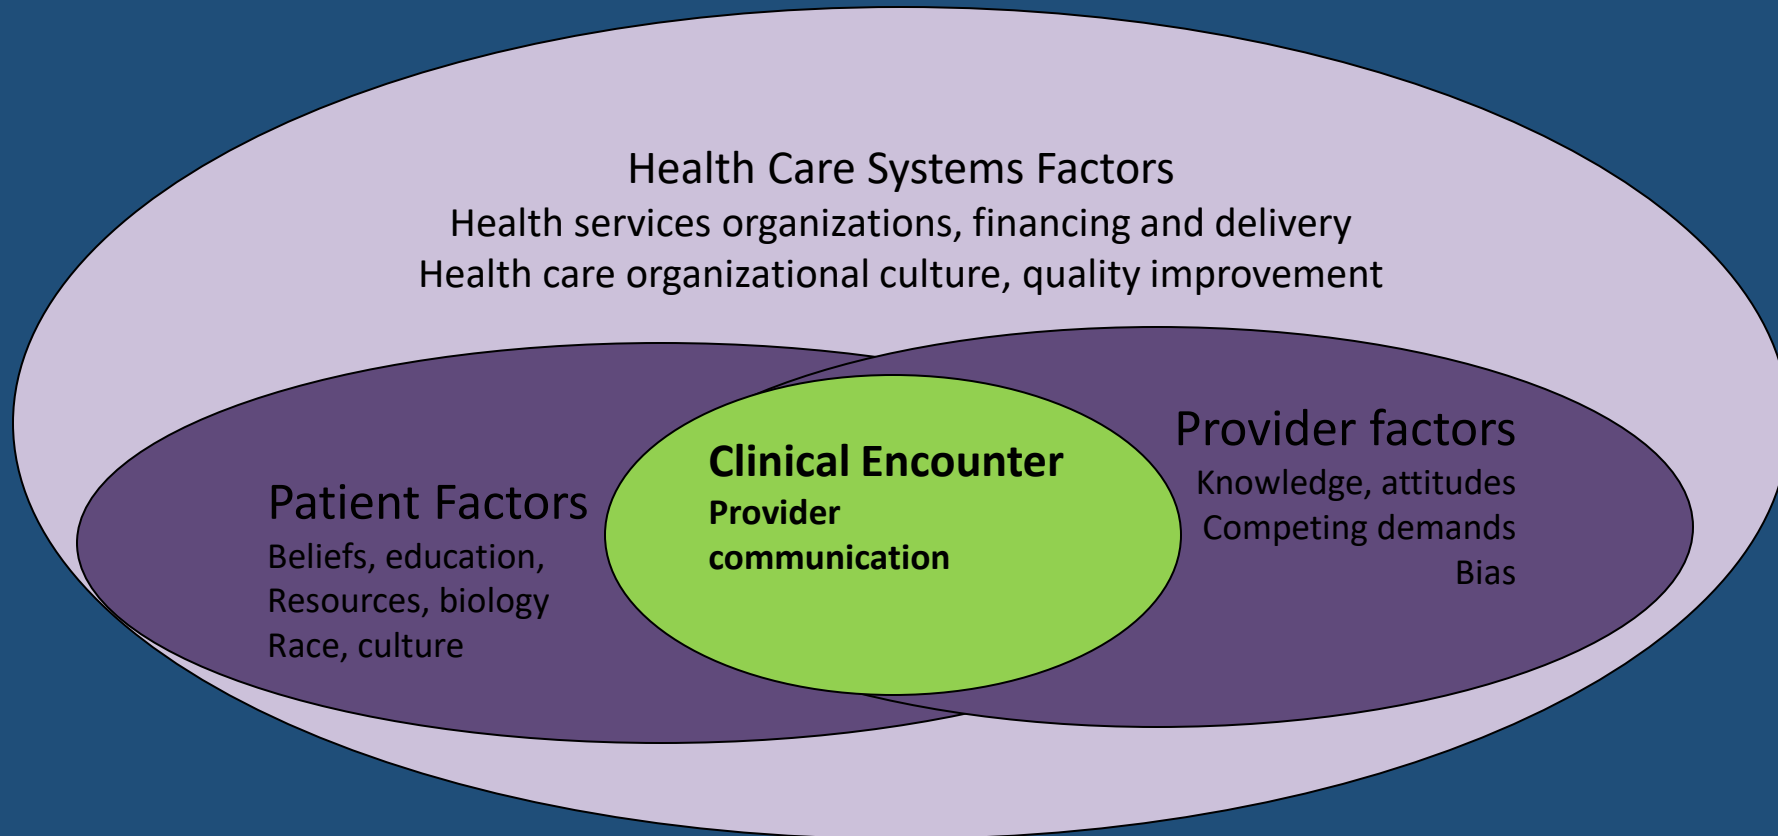 Health Care Systems Factors
Health services organizations, financing and delivery
Health care organizational culture, quality improvement
Patient Factors
Beliefs, education,
Resources, biology
Race, culture
Clinical Encounter
Provider
communication
Provider factors
Knowledge, attitudes
Competing demands
Bias